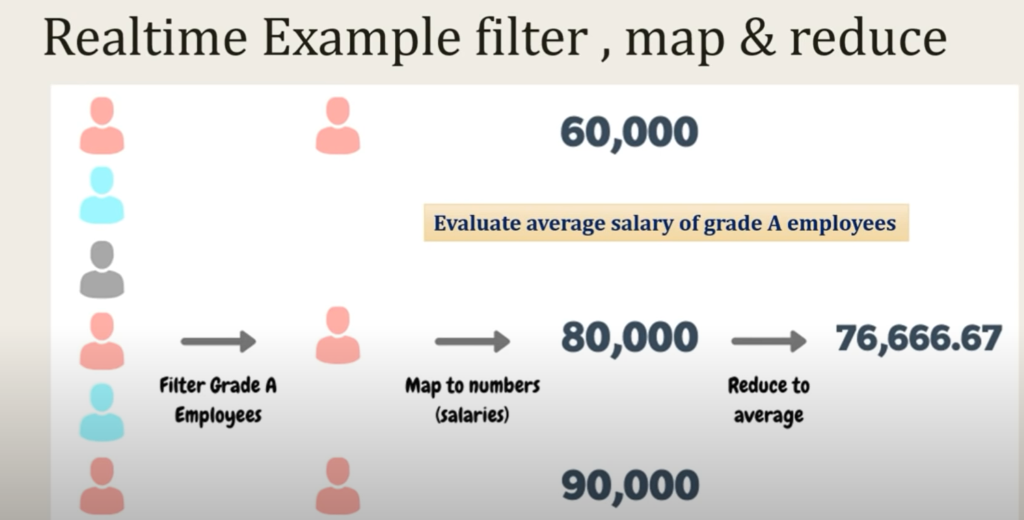 Realtime Example filter , map & reduce
60,000
Evaluate average salary of grade A employees
80,000
76,666.67
Filter Grade A
Employees
Map to numbers
(salaries)
Reduce to
average
90,000